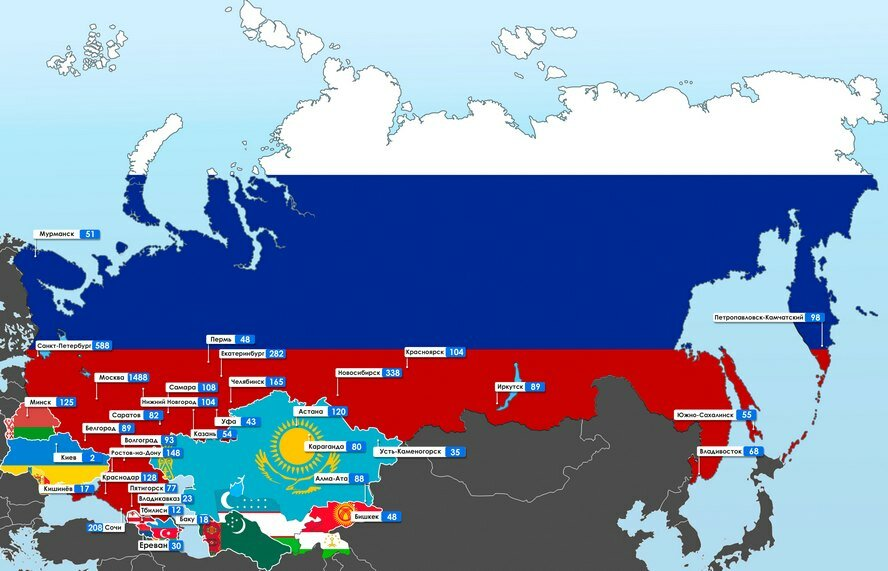 Мурманск 51
Петропавловск-Камчатский 98
Санкт-Петербург 588
Пермь 48
Екатеринбург 282
Красноярск 104
Новосибирск 338
Москва 1488
Самара 108
Челябинск 165
Иркутск 89
Минск 125
Нижний Новгород 104
Саратов 82
Уфа 43
Астана 120
Южно-Сахалинск 55
Белгород 89
Казань 54
Волгоград 93
Караганда 80
Усть-Каменогорск 35
Владивосток 68
Киев 2
Ростов-но-Дону 148
Краснодар 128
Алма-Ата 88
Кишинёв 17
Пятигорск 77
Владикавказ 23
Тбилиси 12
Баку 18
Бишкек 48
208 Сочи
Ереван 30